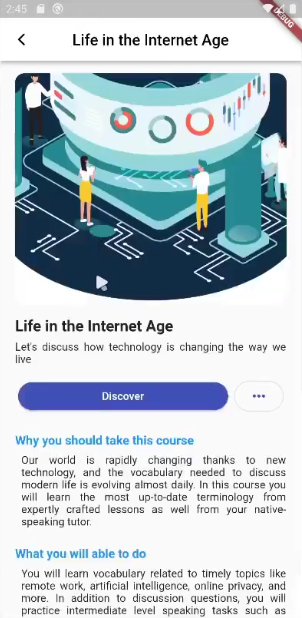 2:45
DEBUG
Life in the Internet Age
Life in the Internet Age
Let's discuss how technology is changing the way we
live
Discover
Why you should take this course
Our world is rapidly changing thanks to new
technology, and the vocabulary needed to discuss
modern life is evolving almost daily. In this course you
will learn the most up-to-date terminology from
expertly crafted lessons as well from your native-
speaking tutor.
What you will able to do
You will learn vocabulary related to timely topics like
remote work, artificial intelligence, online privacy, and
more. In addition to discussion questions, you will
practice intermediate level speaking tasks such as